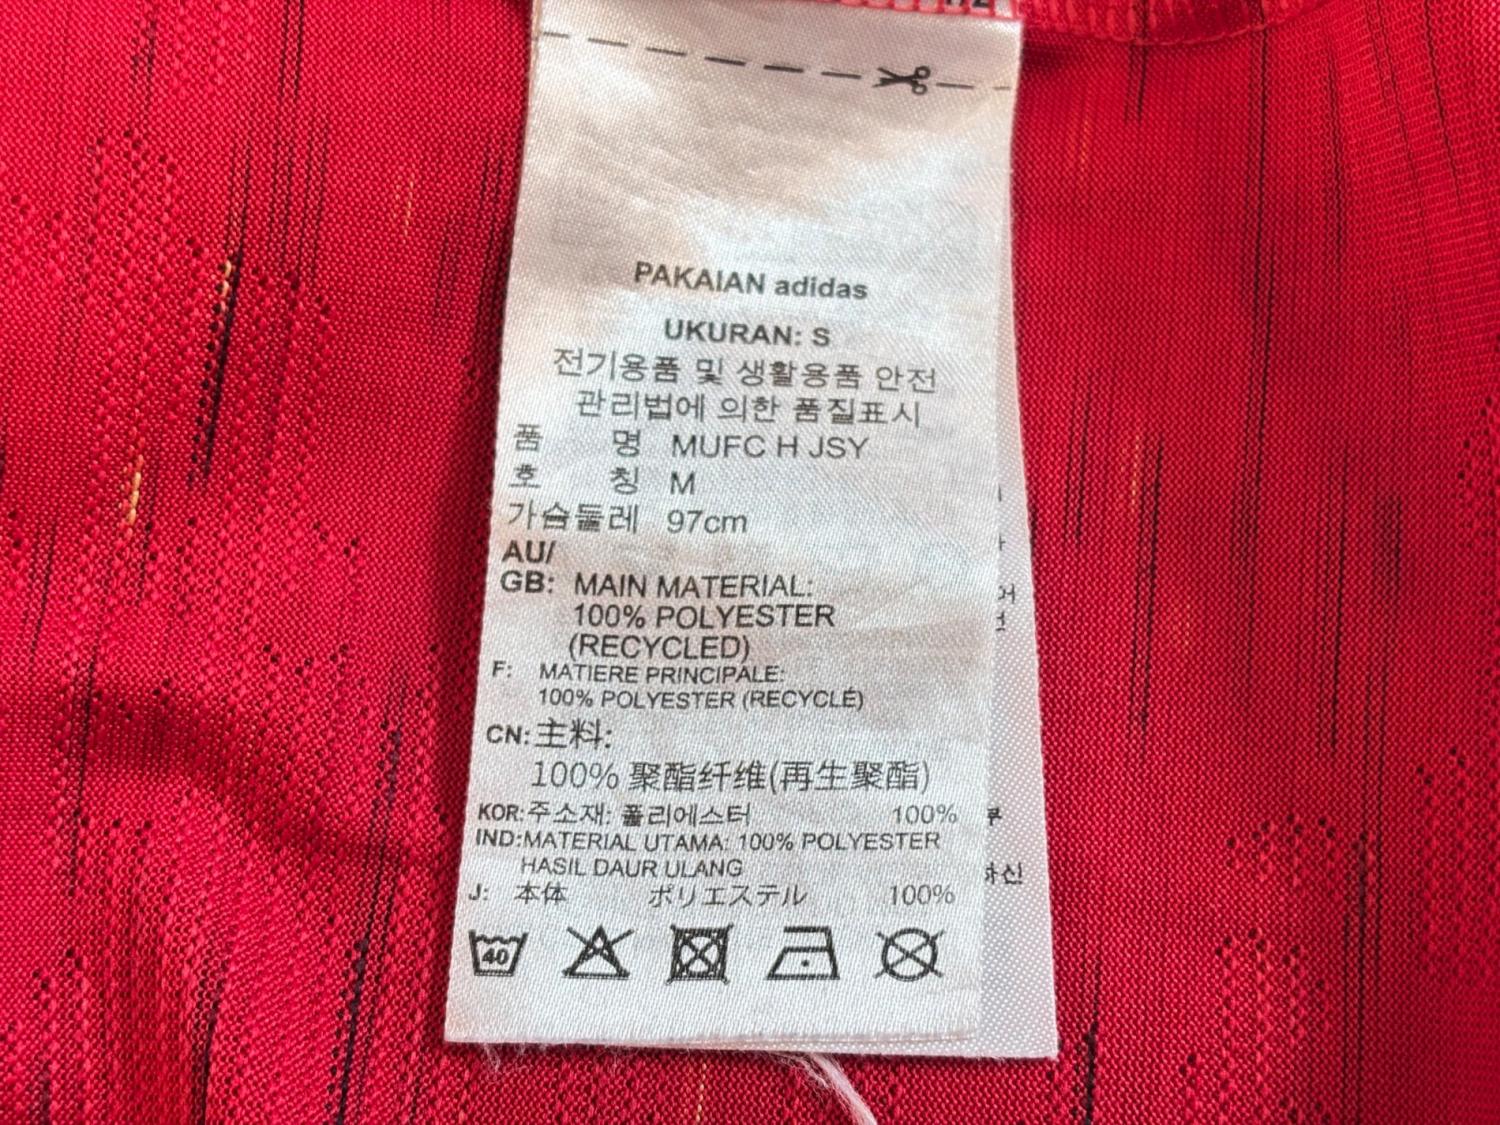 PAKAIAN adidas
UKURAN: S
전기용품 및 생활용품 안전
관리법에 의한 품질표시
품 명 MUFC H JSY
호 칭 M
가슴둘레 97cm
AU/
GB: MAIN MATERIAL:
100% POLYESTER
(RECYCLED)
F: MATIERE PRINCIPALE:
100% POLYESTER (RECYCLÉ)
CN: 主料:
100% 聚酯纤维(再生聚酯)
KOR: 주소재: 폴리에스터 100%
IND: MATERIAL UTAMA: 100% POLYESTER
HASIL DAUR ULANG
J: 本体 ポリエステル 100%
40